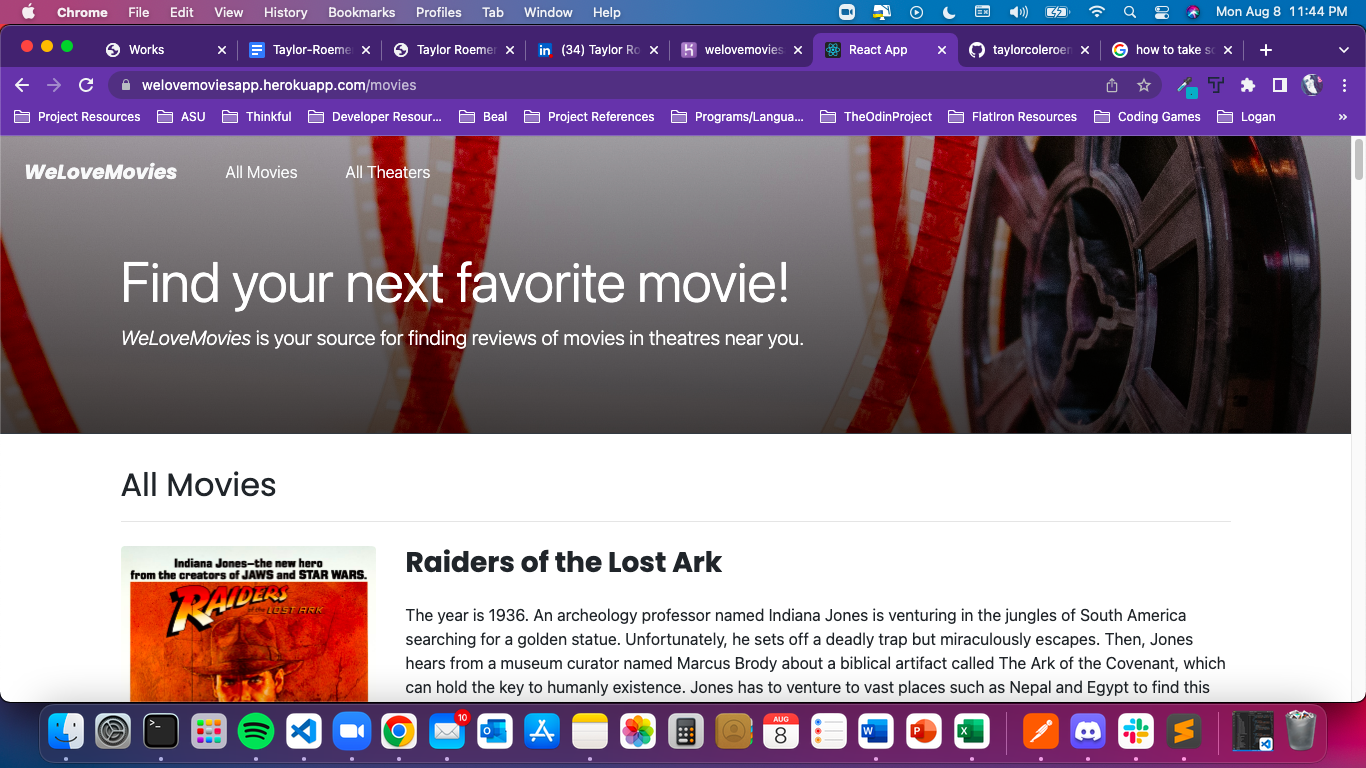 Chrome File Edit View History Bookmarks Profiles Tab Window Help Mon Aug 8 11:44 PM
Works Taylor-Roeme Taylor Roemer (34) Taylor Ro welovemovies React App taylorcoleroem how to take sc
welovemoviesapp.herokuapp.com/movies
Project Resources ASU Thinkful Developer Resour... Beal Project References Programs/Langua... TheOdinProject FlatIron Resources Coding Games Logan »
WeLoveMovies All Movies All Theaters
Find your next favorite movie!
WeLoveMovies is your source for finding reviews of movies in theatres near you.
All Movies
Indiana Jones—the new hero
from the creators of JAWS and STAR WARS.
RAIDERS
of the LOST ARK
Raiders of the Lost Ark
The year is 1936. An archeology professor named Indiana Jones is venturing in the jungles of South America
searching for a golden statue. Unfortunately, he sets off a deadly trap but miraculously escapes. Then, Jones
hears from a museum curator named Marcus Brody about a biblical artifact called The Ark of the Covenant, which
can hold the key to humanly existence. Jones has to venture to vast places such as Nepal and Egypt to find this
10 AUG 8